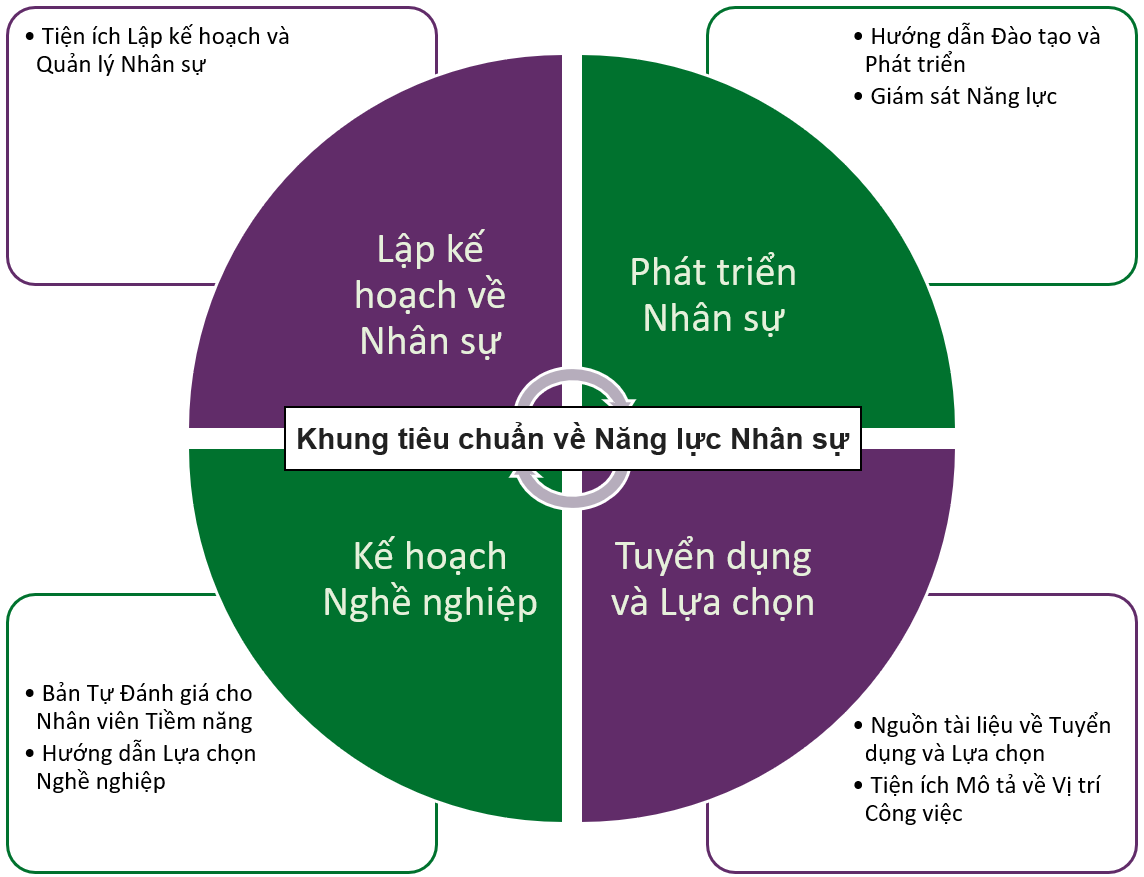 • Tiện ích Lập kế hoạch và
Quản lý Nhân sự
• Hướng dẫn Đào tạo và
Phát triển
• Giám sát Năng lực
Lập kế
hoạch về
Nhân sự
Phát triển
Nhân sự
Khung tiêu chuẩn về Năng lực Nhân sự
Kế hoạch
Nghề nghiệp
Tuyển dụng
và Lựa chọn
• Bản Tự Đánh giá cho
Nhân viên Tiềm năng
• Hướng dẫn Lựa chọn
Nghề nghiệp
• Nguồn tài liệu về Tuyển
dụng và Lựa chọn
• Tiện ích Mô tả về Vị trí
Công việc